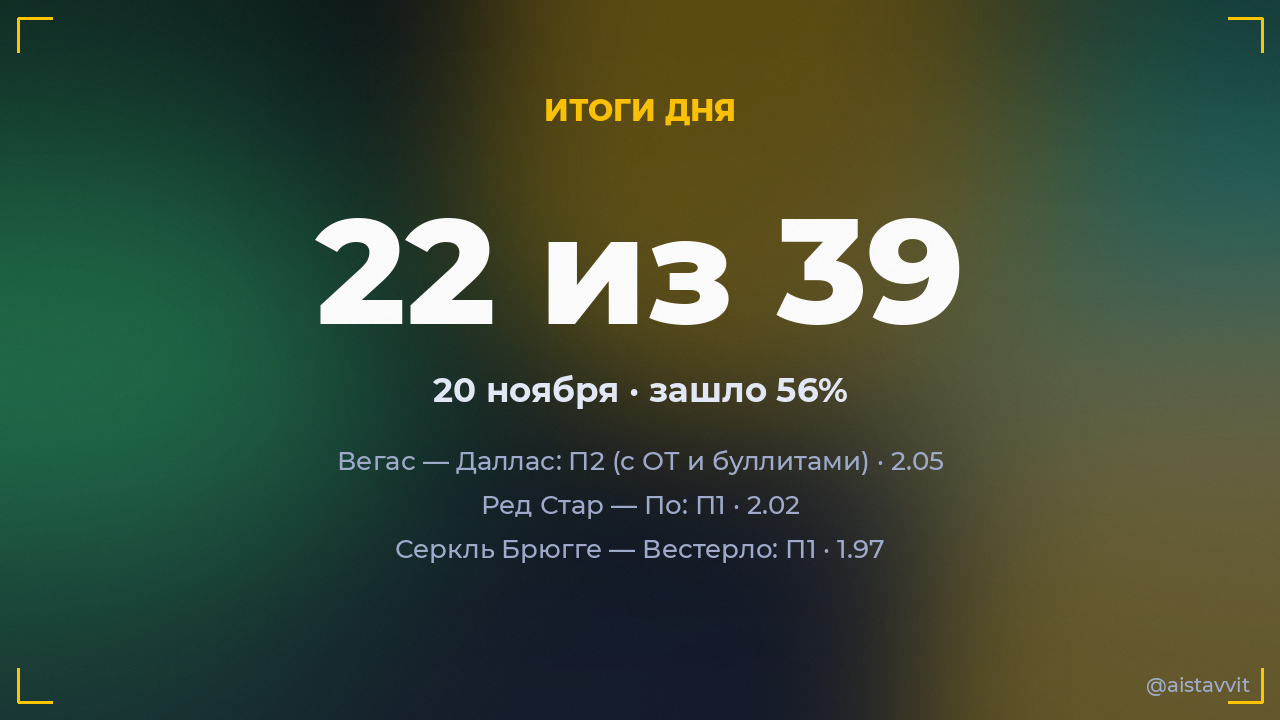 ИТОГИ ДНЯ
22 из 39
20 ноября · зашло 56%
Вегас — Даллас: П2 (с ОТ и буллитами) · 2.05
Ред Стар — По: П1 · 2.02
Серкль Брюгге — Вестерло: П1 · 1.97
@aistavvit